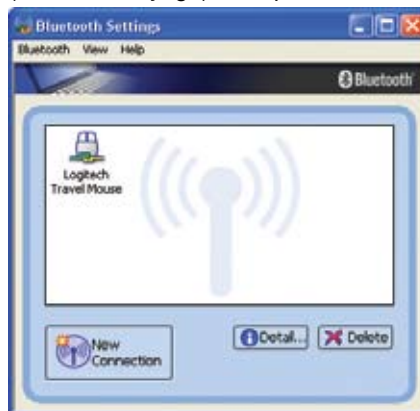 Bluetooth Settings
Bluetooth View Help
Bluetooth
Logitech
Travel Mouse
New
Connection
Detail...
Delete